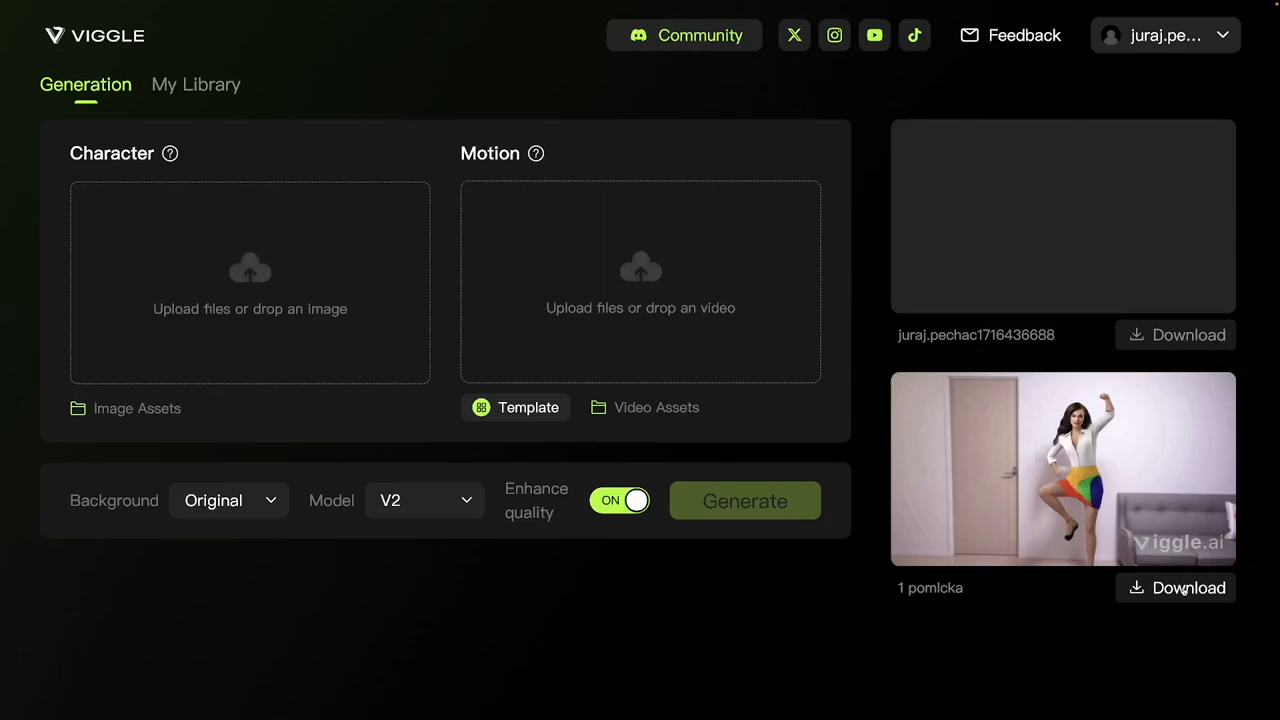 VIGGLE
Community
Feedback
juraj.pe...
Generation
My Library
Character ?
Motion ?
Upload files or drop an image
Upload files or drop an video
juraj.pechac1716436688
Download
Image Assets
Template
Video Assets
Background
Original
Model
V2
Enhance
quality
ON
Generate
Viggle.ai
1 pomlcka
Download